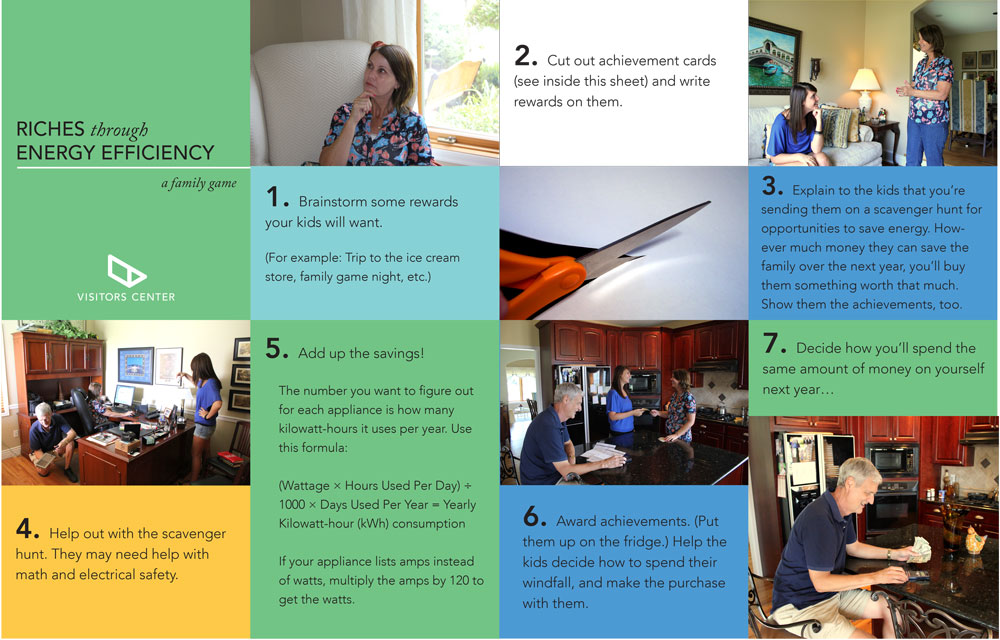 RICHES through
ENERGY EFFICIENCY
a family game
VISITORS CENTER
1. Brainstorm some rewards
your kids will want.
(For example: Trip to the ice cream
store, family game night, etc.)
2. Cut out achievement cards
(see inside this sheet) and write
rewards on them.
3. Explain to the kids that you’re
sending them on a scavenger hunt for
opportunities to save energy. How-
ever much money they can save the
family over the next year, you’ll buy
them something worth that much.
Show them the achievements, too.
4. Help out with the scavenger
hunt. They may need help with
math and electrical safety.
5. Add up the savings!
The number you want to figure out
for each appliance is how many
kilowatt-hours it uses per year. Use
this formula:
(Wattage × Hours Used Per Day) ÷
1000 × Days Used Per Year = Yearly
Kilowatt-hour (kWh) consumption
If your appliance lists amps instead
of watts, multiply the amps by 120 to
get the watts.
6. Award achievements. (Put
them up on the fridge.) Help the
kids decide how to spend their
windfall, and make the purchase
with them.
7. Decide how you’ll spend the
same amount of money on yourself
next year…